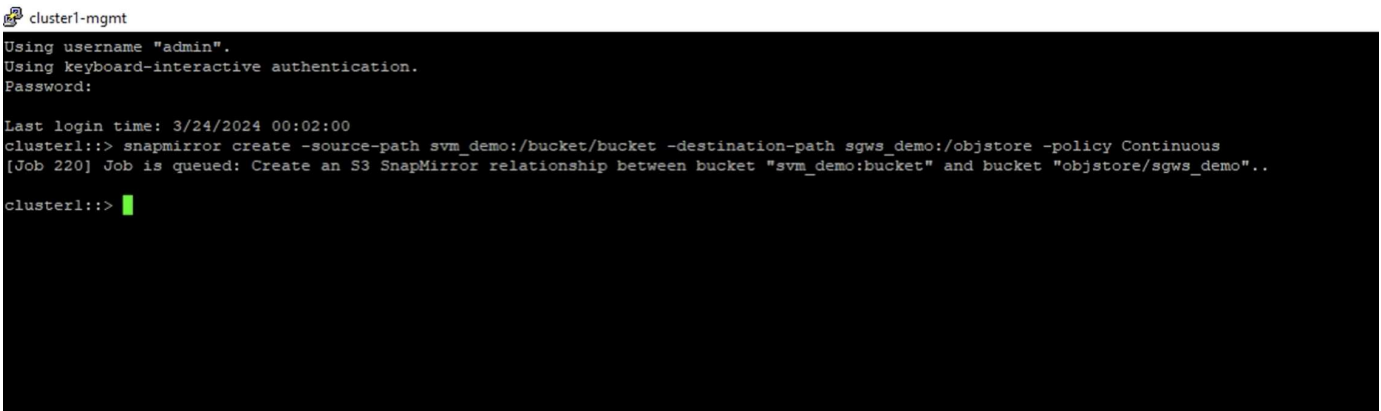 cluster1-mgmt
Using username "admin".
Using keyboard-interactive authentication.
Password:
Last login time: 3/24/2024 00:02:00
cluster1::> snapmirror create -source-path svm_demo:/bucket/bucket -destination-path sgws_demo:/objstore -policy Continuous
[Job 220] Job is queued: Create an S3 SnapMirror relationship between bucket "svm_demo:bucket" and bucket "objstore/sgws_demo"..
cluster1::>